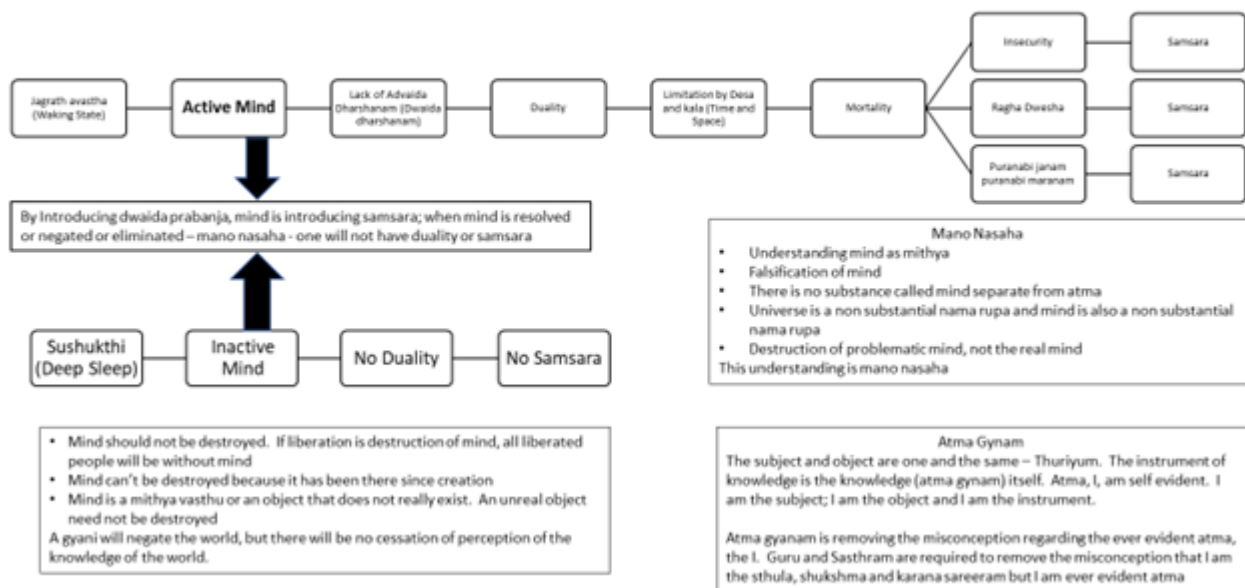 Jagrath avastha
(Waking State)
Active Mind
Lack of Advaida
Dharshanam (Dwaida
dharshanam)
Duality
Limitation by Desa
and kala (Time and
Space)
Mortality
Insecurity
Samsara
Ragha Dwesha
Samsara
Puranabi janam
puranabi maranam
Samsara
By Introducing dwaida prabanja, mind is introducing samsara; when mind is resolved
or negated or eliminated – mano nasaha - one will not have duality or samsara
Sushukthi
(Deep Sleep)
Inactive
Mind
No Duality
No Samsara
Mano Nasaha
• Understanding mind as mithya
• Falsification of mind
• There is no substance called mind separate from atma
• Universe is a non substantial nama rupa and mind is also a non substantial
nama rupa
• Destruction of problematic mind, not the real mind
This understanding is mano nasaha
• Mind should not be destroyed. If liberation is destruction of mind, all liberated
people will be without mind
• Mind can't be destroyed because it has been there since creation
• Mind is a mithya vasthu or an object that does not really exist. An unreal object
need not be destroyed
A gyani will negate the world, but there will be no cessation of perception of the
knowledge of the world.
Atma Gynam
The subject and object are one and the same – Thuriyum. The instrument of
knowledge is the knowledge (atma gynam) itself. Atma, I, am self evident. I
am the subject; I am the object and I am the instrument.
Atma gyanam is removing the misconception regarding the ever evident atma,
the I. Guru and Sasthram are required to remove the misconception that I am
the sthula, shukshma and karana sareeram but I am ever evident atma